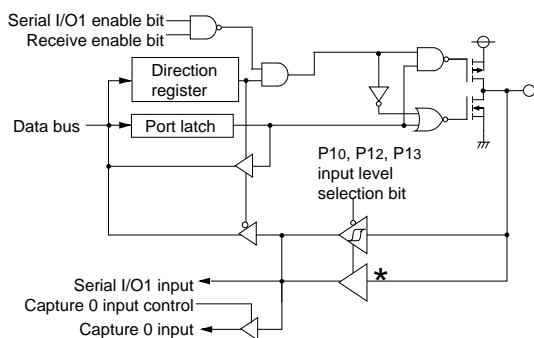 Serial I/O1 enable bit
Receive enable bit
Direction
register
Data bus
Port latch
P10, P12, P13
input level
selection bit
*
Serial I/O1 input
Capture 0 input control
Capture 0 input